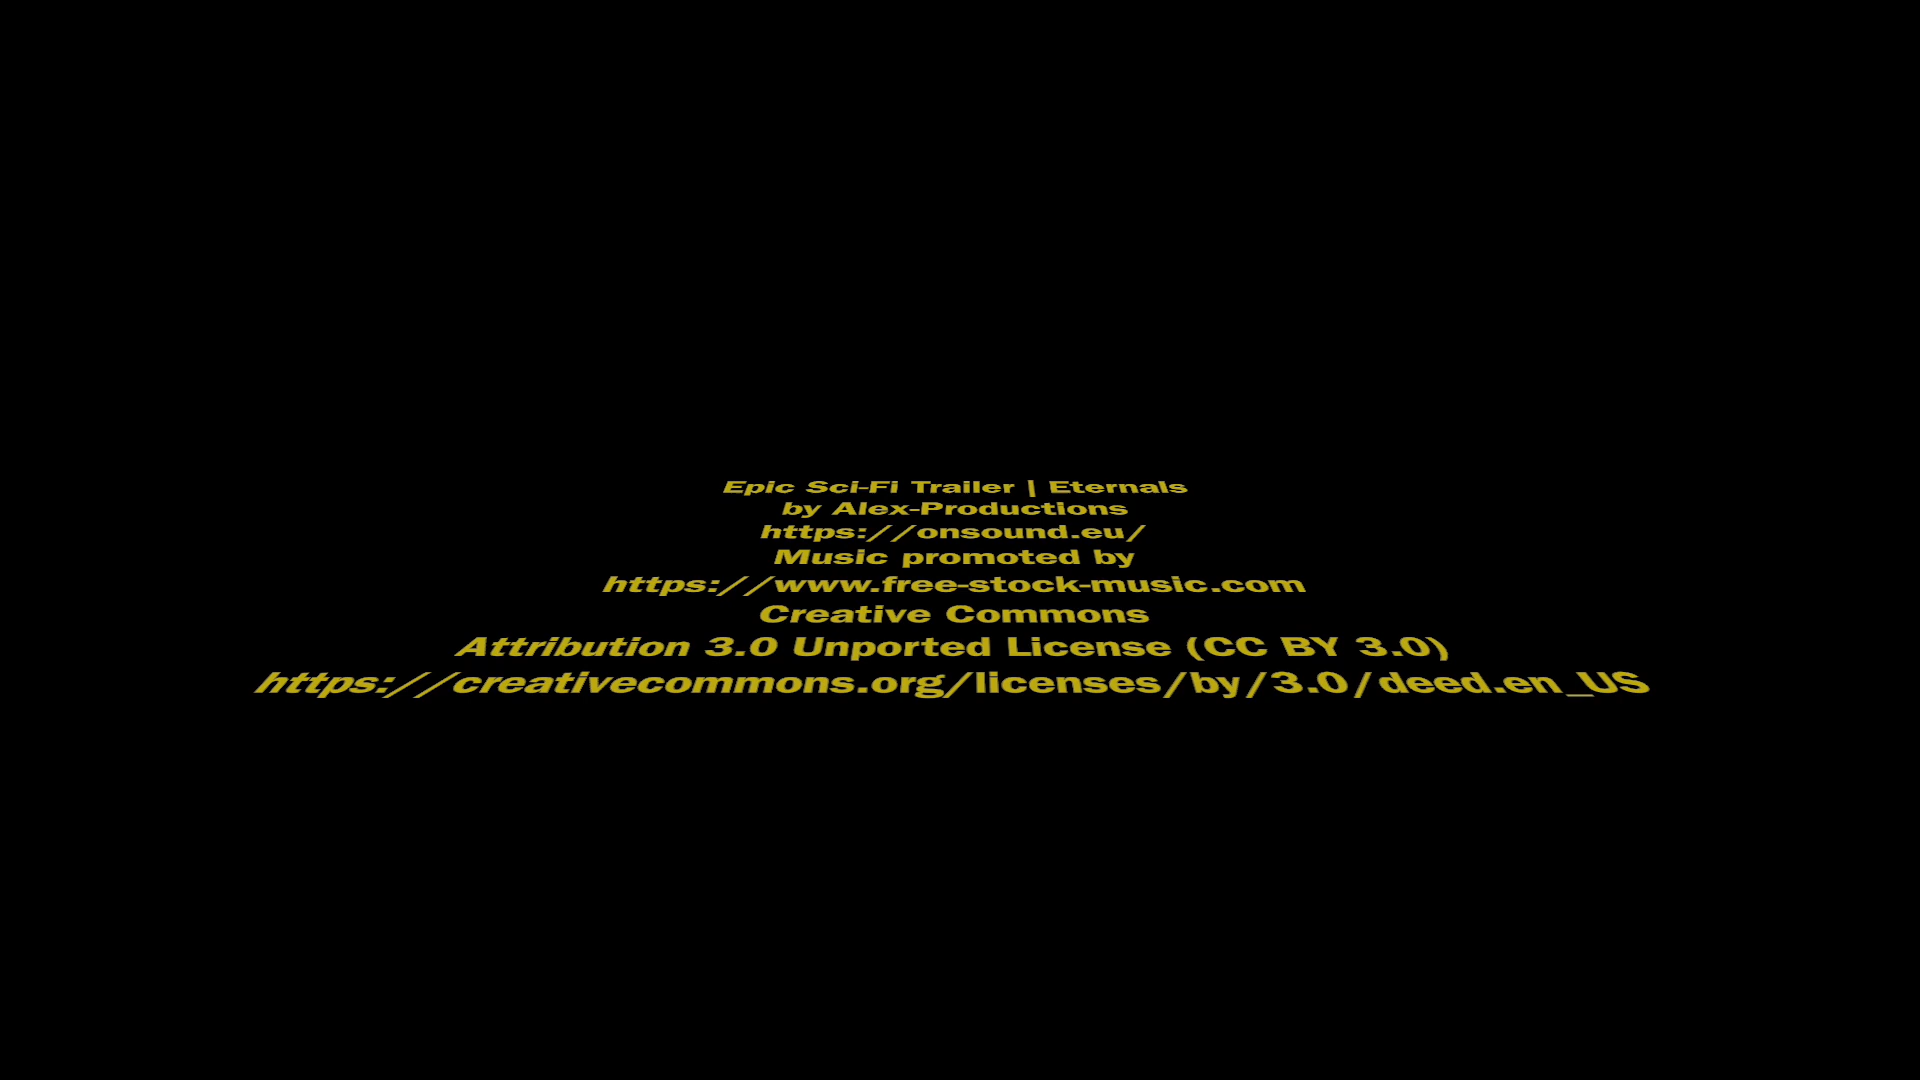 Epic Sci-Fi Trailer | Eternals
by Alex-Productions
https://onsound.eu/
Music promoted by
https://www.free-stock-music.com
Creative Commons
Attribution 3.0 Unported License (CC BY 3.0)
https://creativecommons.org/licenses/by/3.0/deed.en_US